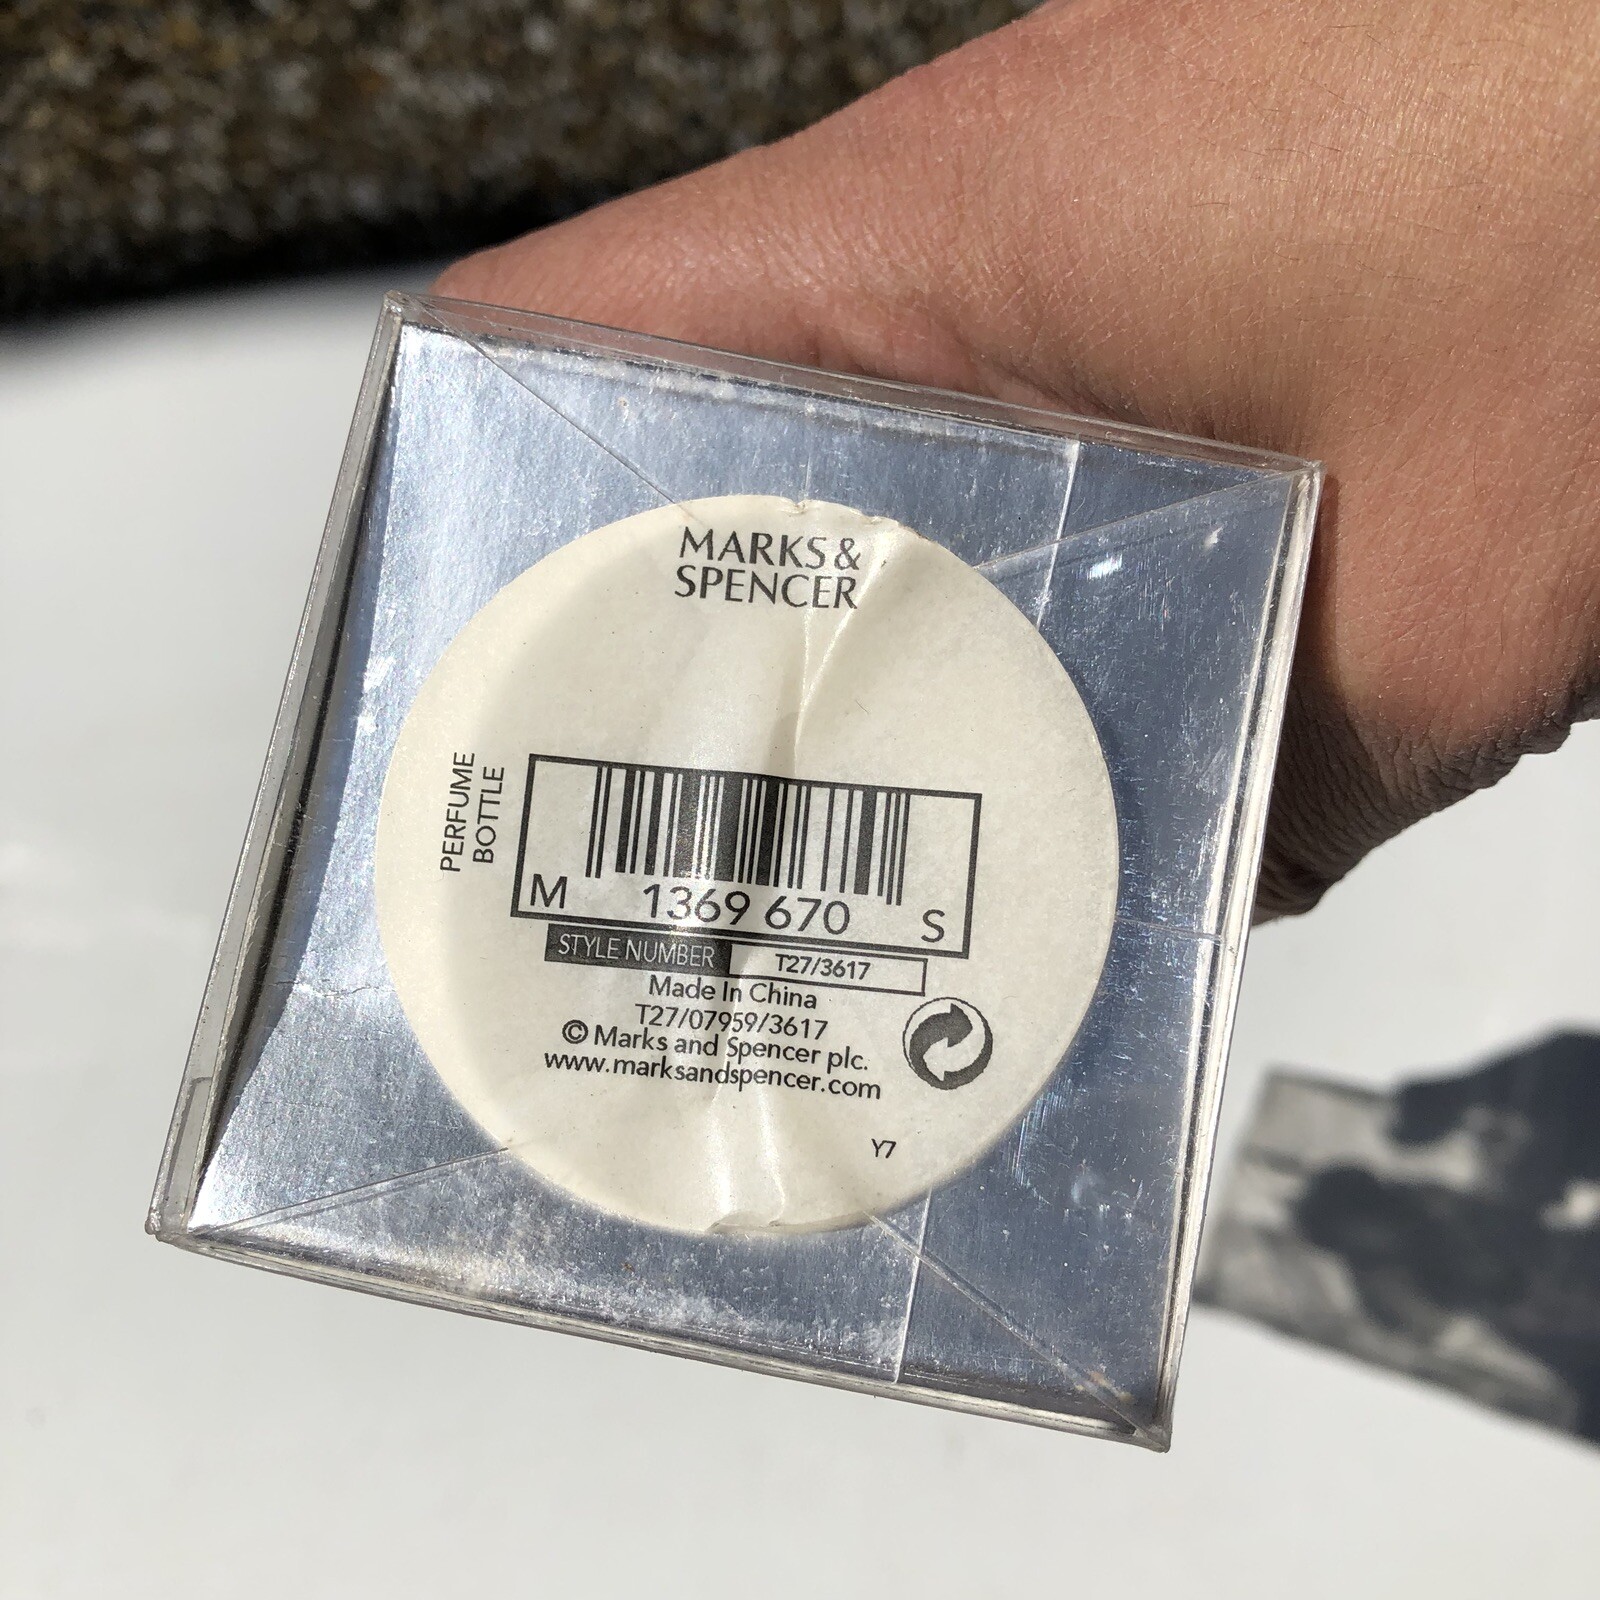 MARKS &
SPENCER
PERFUME
BOTTLE
M 1369 670 S
STYLE NUMBER T27/3617
Made In China
T27/07959/3617
© Marks and Spencer plc.
www.marksandspencer.com
Y7